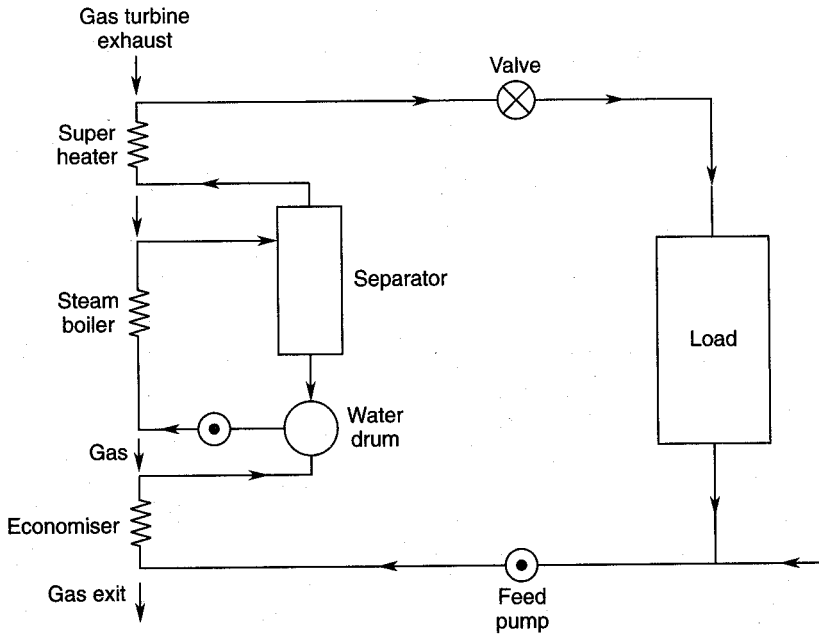 Gas turbine
exhaust
Valve
Super
heater
Separator
Steam
boiler
Load
Water
drum
Gas
Economiser
Gas exit
Feed
pump